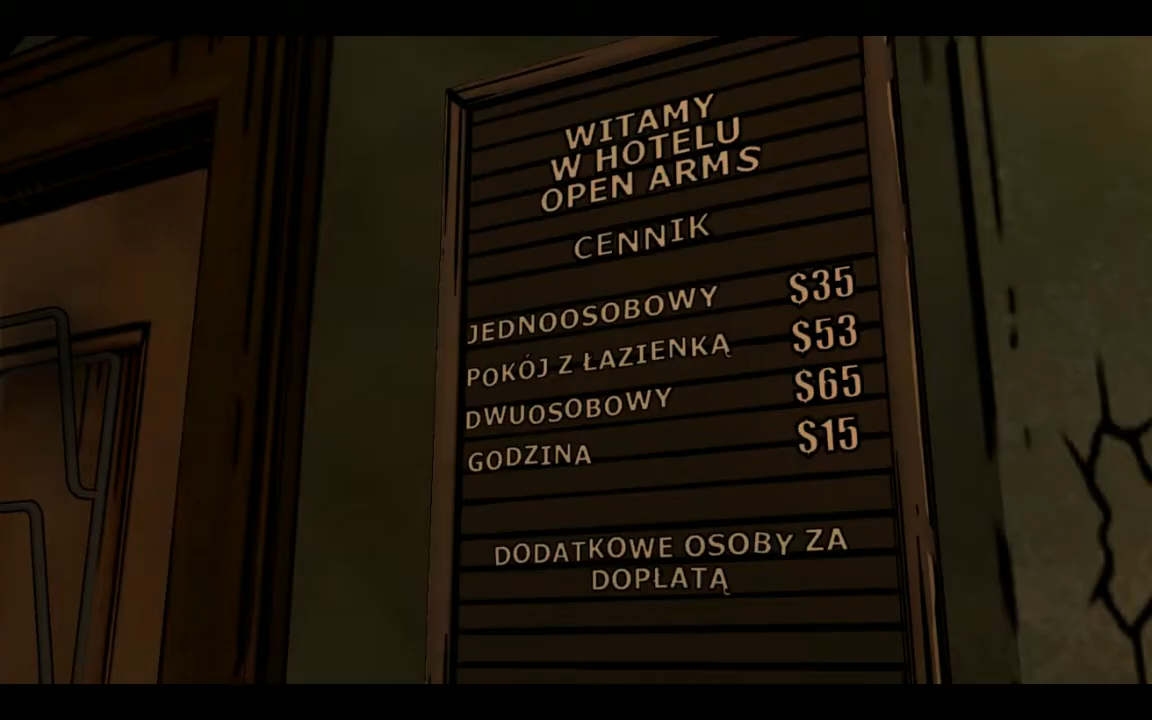 WITAMY
W HOTELU
OPEN ARMS
CENNIK
JEDNOOSOBOWY $35
POKÓJ Z ŁAZIENKĄ $53
DWUOSOBOWY $65
GODZINA $15
DODATKOWE OSOBY ZA
DOPŁATĄ